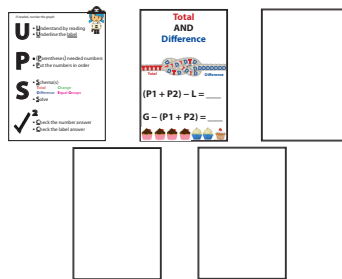 U
• Understand by reading
• Underline the label
P
• (Parentheses) needed numbers
• Put the numbers in order
S
• Schema(s)
Total Change
Difference Equal Groups
• Solve
✓2
• Check the number answer
• Check the label answer
Total
AND
Difference
Total Difference
(P1 + P2) – L = ___
G – (P1 + P2) = ___